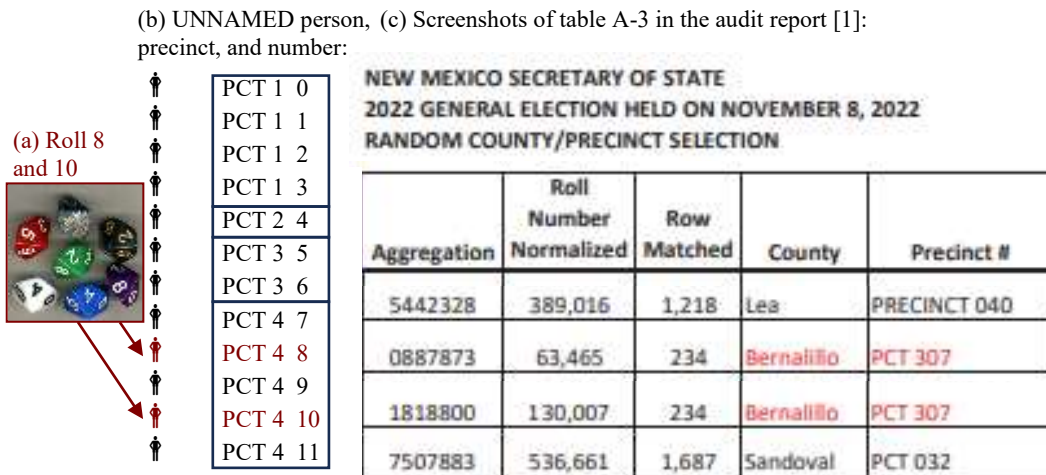 (b) UNNAMED person, (c) Screenshots of table A-3 in the audit report [1]:
precinct, and number:
(a) Roll 8
and 10
PCT 1 0
PCT 1 1
PCT 1 2
PCT 1 3
PCT 2 4
PCT 3 5
PCT 3 6
PCT 4 7
PCT 4 8
PCT 4 9
PCT 4 10
PCT 4 11
NEW MEXICO SECRETARY OF STATE
2022 GENERAL ELECTION HELD ON NOVEMBER 8, 2022
RANDOM COUNTY/PRECINCT SELECTION
Aggregation Roll Number Normalized Row Matched County Precinct #
5442328 389,016 1,218 Lea PRECINCT 040
0887873 63,465 234 Bernalillo PCT 307
1818800 130,007 234 Bernalillo PCT 307
7507883 536,661 1,687 Sandoval PCT 032